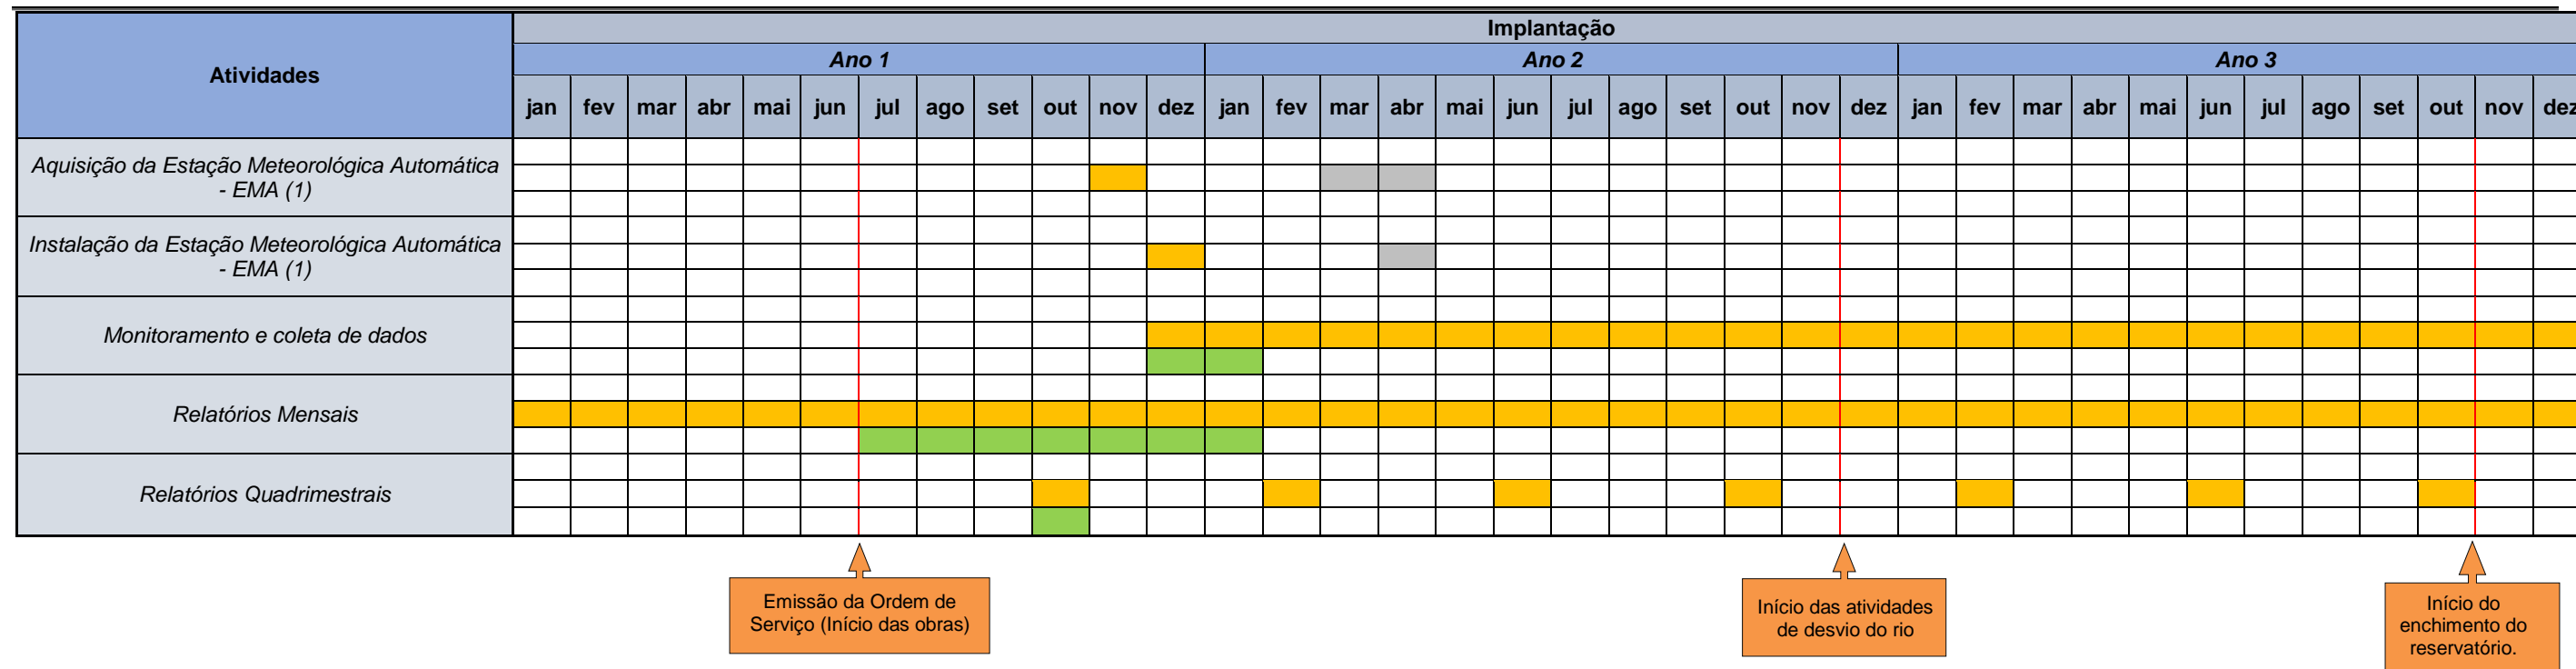 Atividades
Implantação
Ano 1
Ano 2
Ano 3
jan fev mar abr mai jun jul ago set out nov dez jan fev mar abr mai jun jul ago set out nov dez jan fev mar abr mai jun jul ago set out nov dez
Aquisição da Estação Meteorológica Automática
- EMA (1)
Instalação da Estação Meteorológica Automática
- EMA (1)
Monitoramento e coleta de dados
Relatórios Mensais
Relatórios Quadrimestrais
Emissão da Ordem de
Serviço (Início das obras)
Início das atividades
de desvio do rio
Início do
enchimento do
reservatório.